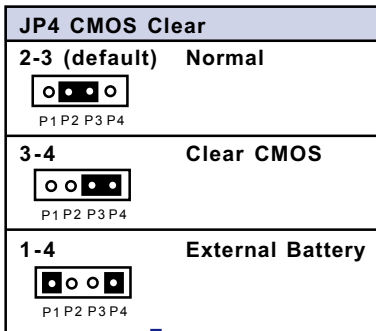 JP4 CMOS Clear
2-3 (default) Normal
P1 P2 P3 P4
3-4 Clear CMOS
P1 P2 P3 P4
1-4 External Battery
P1 P2 P3 P4